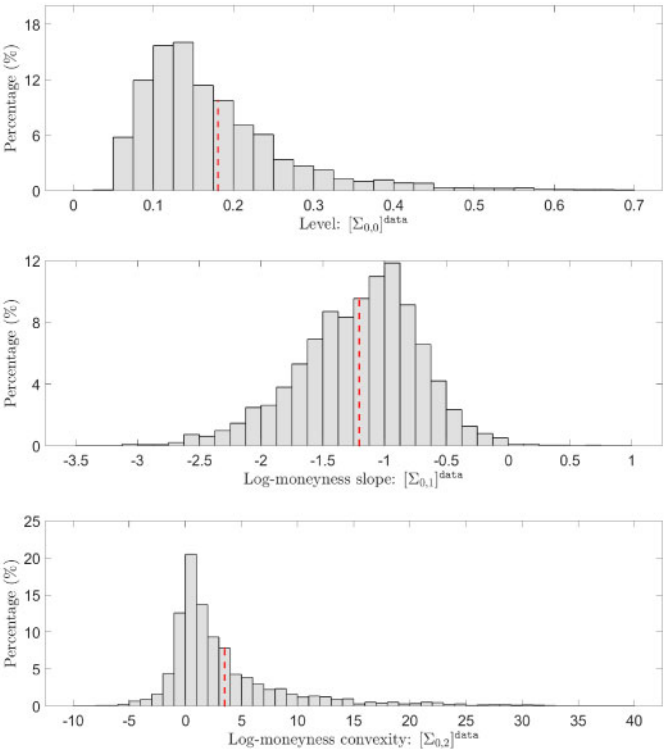 18
12
6
0
Percentage (%)
0 0.1 0.2 0.3 0.4 0.5 0.6 0.7
Level: [Σ0,0]data
12
8
4
0
Percentage (%)
-3.5 -3 -2.5 -2 -1.5 -1 -0.5 0 0.5 1
Log-moneyness slope: [Σ0,1]data
25
20
15
10
5
0
Percentage (%)
-10 -5 0 5 10 15 20 25 30 35 40
Log-moneyness convexity: [Σ0,2]data